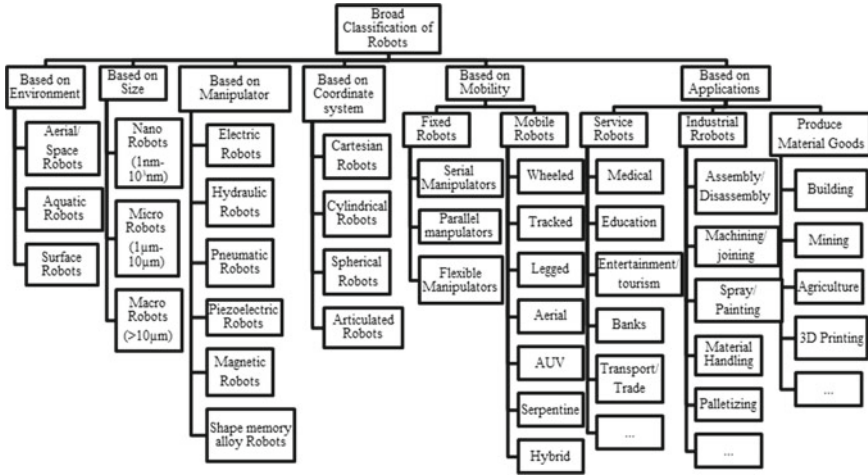 Broad
Classification of
Robots
Based on
Environment
Based on
Size
Based on
Manipulator
Based on
Coordinate
system
Based on
Mobility
Based on
Applications
Aerial/
Space Robots
Aquatic Robots
Surface Robots
Nano
Robots
(1nm-
10³nm)
Micro
Robots
(1µm-
10µm)
Macro
Robots
(>10µm)
Electric
Robots
Hydraulic
Robots
Pneumatic
Robots
Piezoelectric
Robots
Magnetic
Robots
Shape memory
alloy Robots
Cartesian
Robots
Cylindrical
Robots
Spherical
Robots
Articulated
Robots
Fixed
Robots
Serial
Manipulators
Parallel
manpulators
Flexible
Manipulators
Mobile
Robots
Wheeled
Tracked
Legged
Aerial
AUV
Serpentine
Hybrid
Service
Robots
Medical
Education
Entertainment/
tourism
Banks
Transport/
Trade
...
Industrial
Rrobots
Assembly/
Disassembly
Machining/
joining
Spray/
Painting
Material
Handling
Palletizing
...
Produce
Material Goods
Building
Mining
Agriculture
3D Printing
...